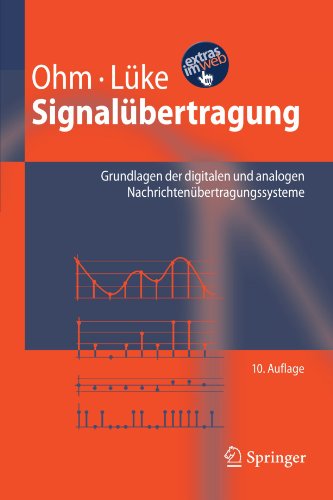 Ohm · Lüke
extras
im web
Signalübertragung
Grundlagen der digitalen und analogen
Nachrichtenübertragungssysteme
10. Auflage
Springer